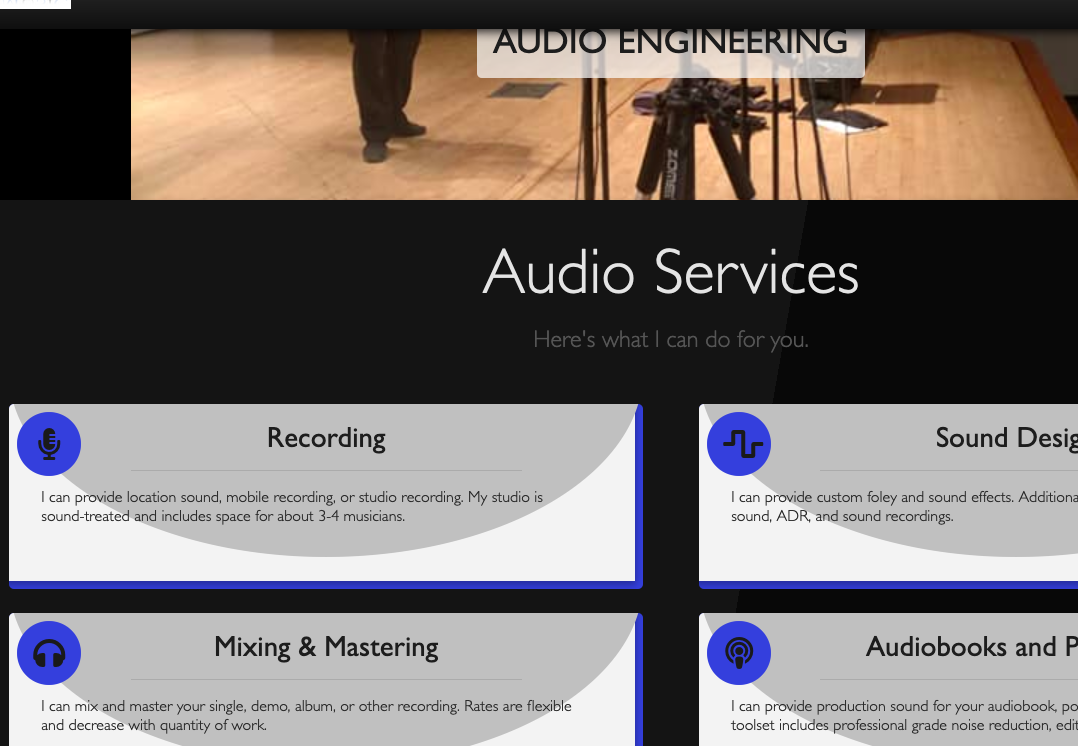 AUDIO ENGINEERING
ZOOM
Audio Services
Here's what I can do for you.
Recording
I can provide location sound, mobile recording, or studio recording. My studio is
sound-treated and includes space for about 3-4 musicians.
Sound Desig
I can provide custom foley and sound effects. Additiona
sound, ADR, and sound recordings.
Mixing & Mastering
I can mix and master your single, demo, album, or other recording. Rates are flexible
and decrease with quantity of work.
Audiobooks and P
I can provide production sound for your audiobook, po
toolset includes professional grade noise reduction, edit